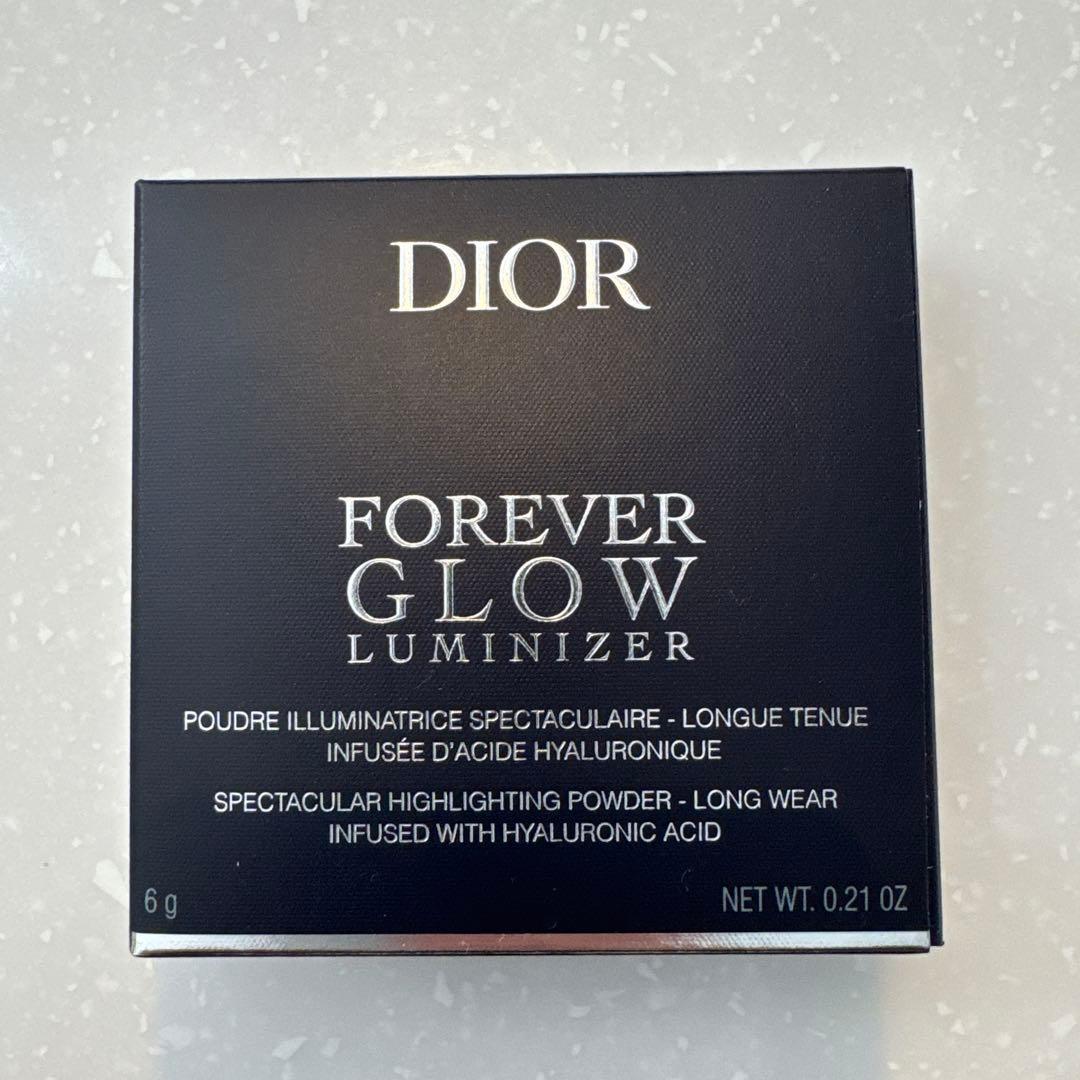 DIOR
FOREVER
GLOW
LUMINIZER
POUDRE ILLUMINATRICE SPECTACULAIRE - LONGUE TENUE
INFUSÉE D'ACIDE HYALURONIQUE
SPECTACULAR HIGHLIGHTING POWDER - LONG WEAR
INFUSED WITH HYALURONIC ACID
6 g NET WT. 0.21 OZ